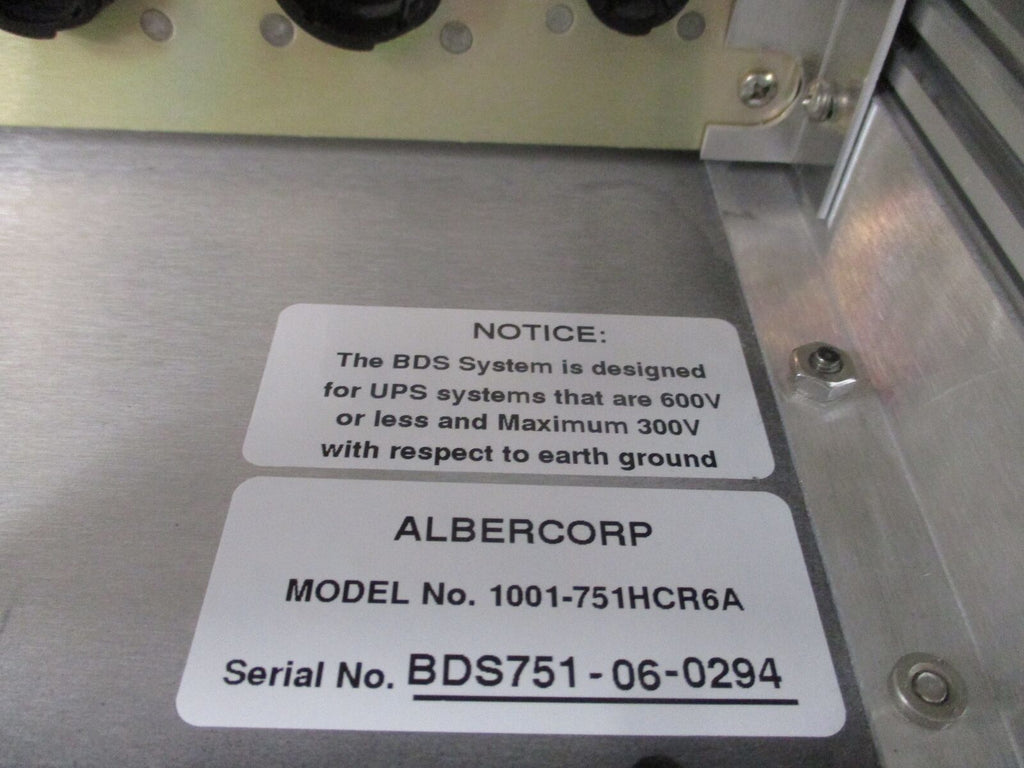 NOTICE:
The BDS System is designed
for UPS systems that are 600V
or less and Maximum 300V
with respect to earth ground
ALBERCORP
MODEL No. 1001-751HCR6A
Serial No. BDS751-06-0294